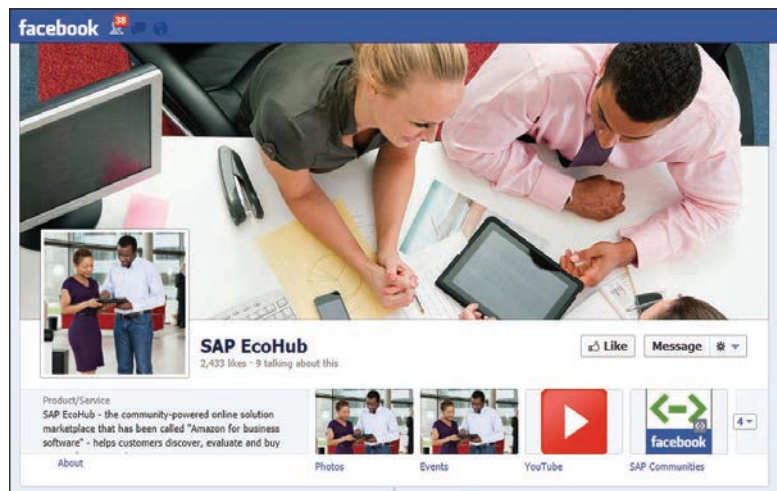 facebook 38
SAP EcoHub
2,433 likes · 9 talking about this
Like
Message
Product/Service
SAP EcoHub - the community-powered online solution
marketplace that has been called "Amazon for business
software" - helps customers discover, evaluate and buy
About
facebook
4
Photos
Events
YouTube
SAP Communities